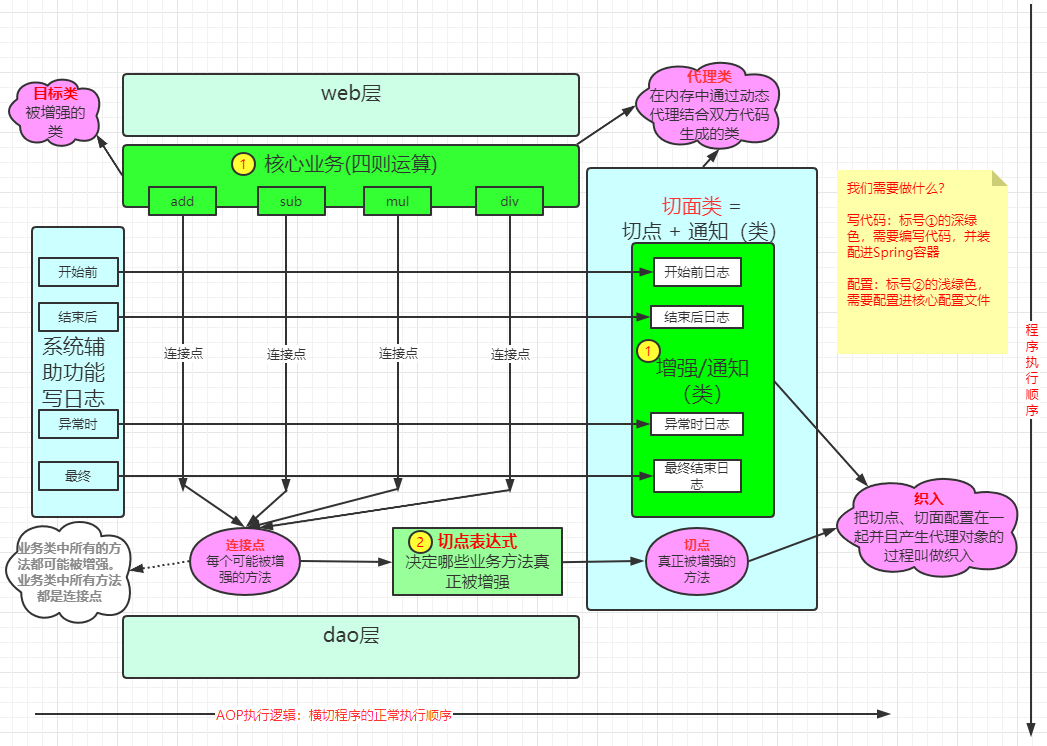 web层
目标类
被增强的
类
代理类
在内存中通过动态
代理结合双方代码
生成的类
1 核心业务(四则运算)
add
sub
mul
div
我们需要做什么?
写代码：标号①的深绿
色，需要编写代码，并装
配进Spring容器
配置：标号②的浅绿色，
需要配置进核心配置文件
切面类 =
切点 + 通知（类）
开始前
结束后
系统辅
助功能
写日志
异常时
最终
连接点
连接点
连接点
连接点
开始前日志
结束后日志
1
增强/通知
（类）
异常时日志
最终结束日
志
程
序
执
行
顺
序
织入
把切点、切面配置在一
起并且产生代理对象的
过程叫做织入
业务类中所有的方
法都可能被增强。
业务类中所有方法
都是连接点
连接点
每个可能被增
强的方法
2 切点表达式
决定哪些业务方法真
正被增强
切点
真正被增强的
方法
dao层
AOP执行逻辑：横切程序的正常执行顺序